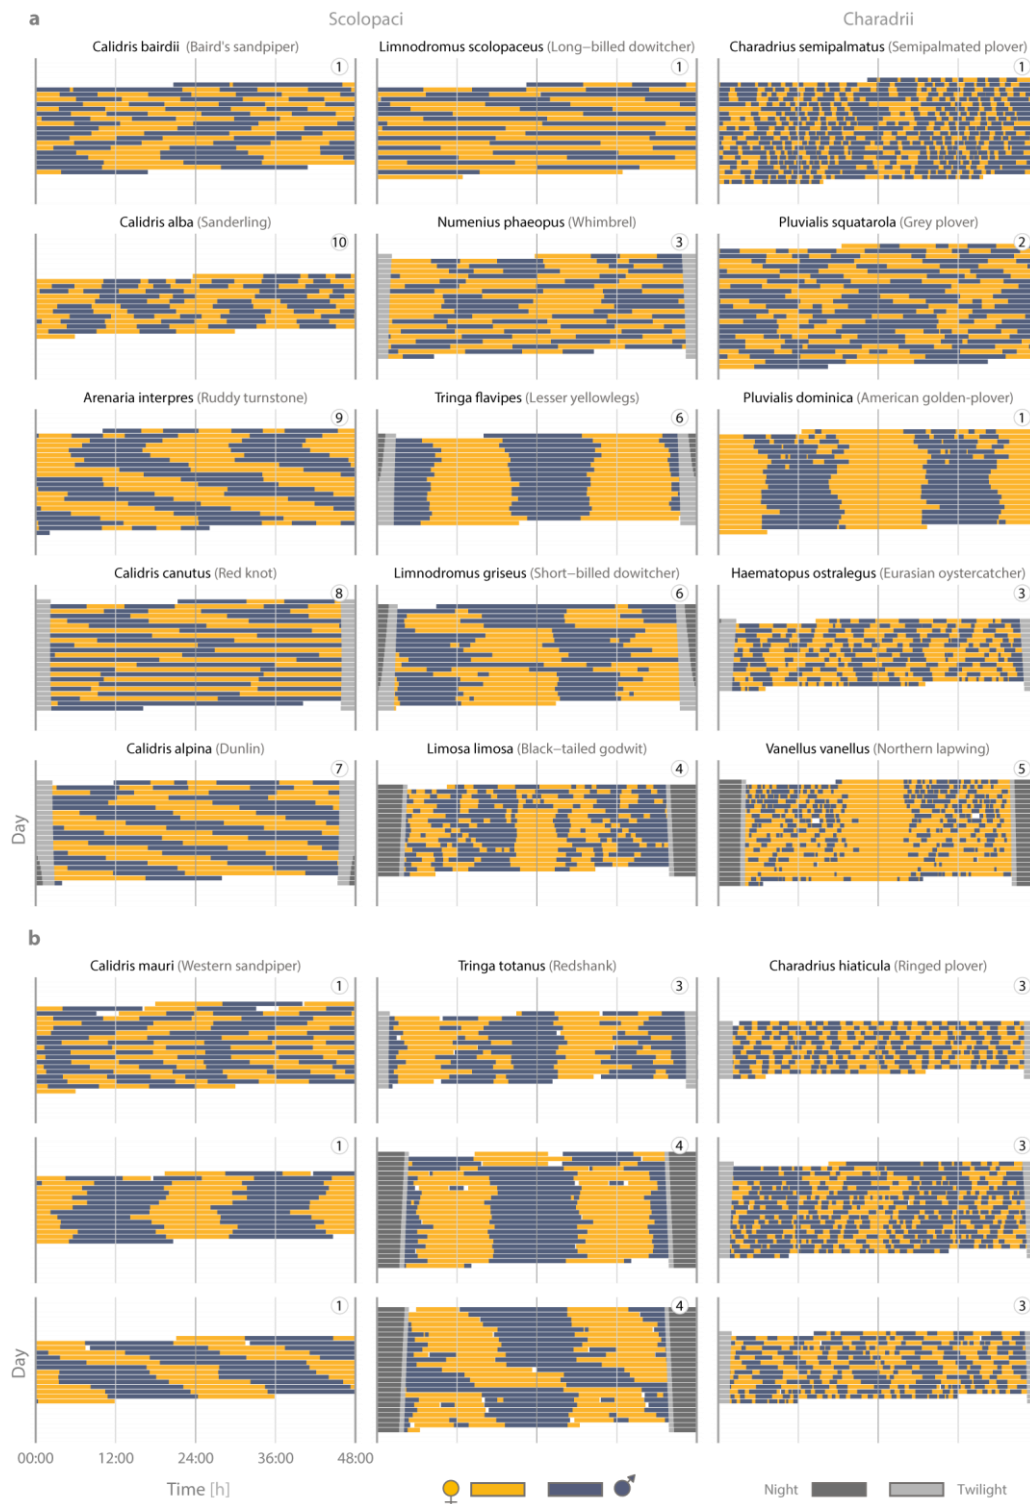 a
Scolopaci
Charadrii
Calidris bairdii (Baird's sandpiper)
Limnodromus scolopaceus (Long−billed dowitcher)
Charadrius semipalmatus (Semipalmated plover)
1
1
1
Calidris alba (Sanderling)
Numenius phaeopus (Whimbrel)
Pluvialis squatarola (Grey plover)
10
3
2
Arenaria interpres (Ruddy turnstone)
Tringa flavipes (Lesser yellowlegs)
Pluvialis dominica (American golden-plover)
9
6
1
Calidris canutus (Red knot)
Limnodromus griseus (Short−billed dowitcher)
Haematopus ostralegus (Eurasian oystercatcher)
8
6
3
Calidris alpina (Dunlin)
Limosa limosa (Black−tailed godwit)
Vanellus vanellus (Northern lapwing)
7
4
5
Day
b
Calidris mauri (Western sandpiper)
Tringa totanus (Redshank)
Charadrius hiaticula (Ringed plover)
1
3
3
1
4
3
1
4
3
Day
00:00 12:00 24:00 36:00 48:00
Time [h]
♀ ♂
Night Twilight